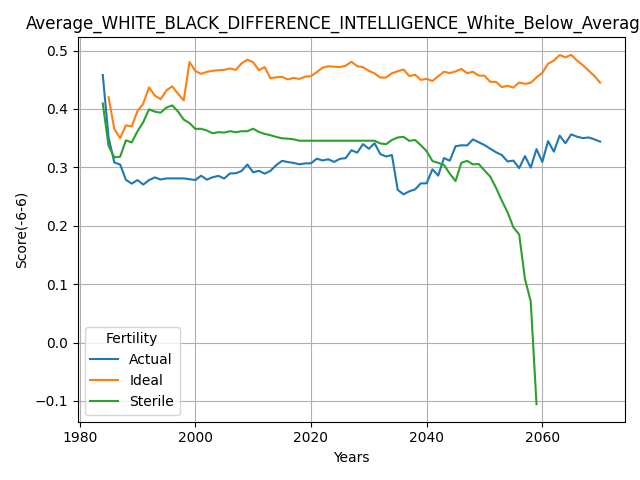 Average_WHITE_BLACK_DIFFERENCE_INTELLIGENCE_White_Below_Averag
0.5
0.4
0.3
0.2
0.1
0.0
−0.1
Score(-6-6)
Fertility
Actual
Ideal
Sterile
1980 2000 2020 2040 2060
Years